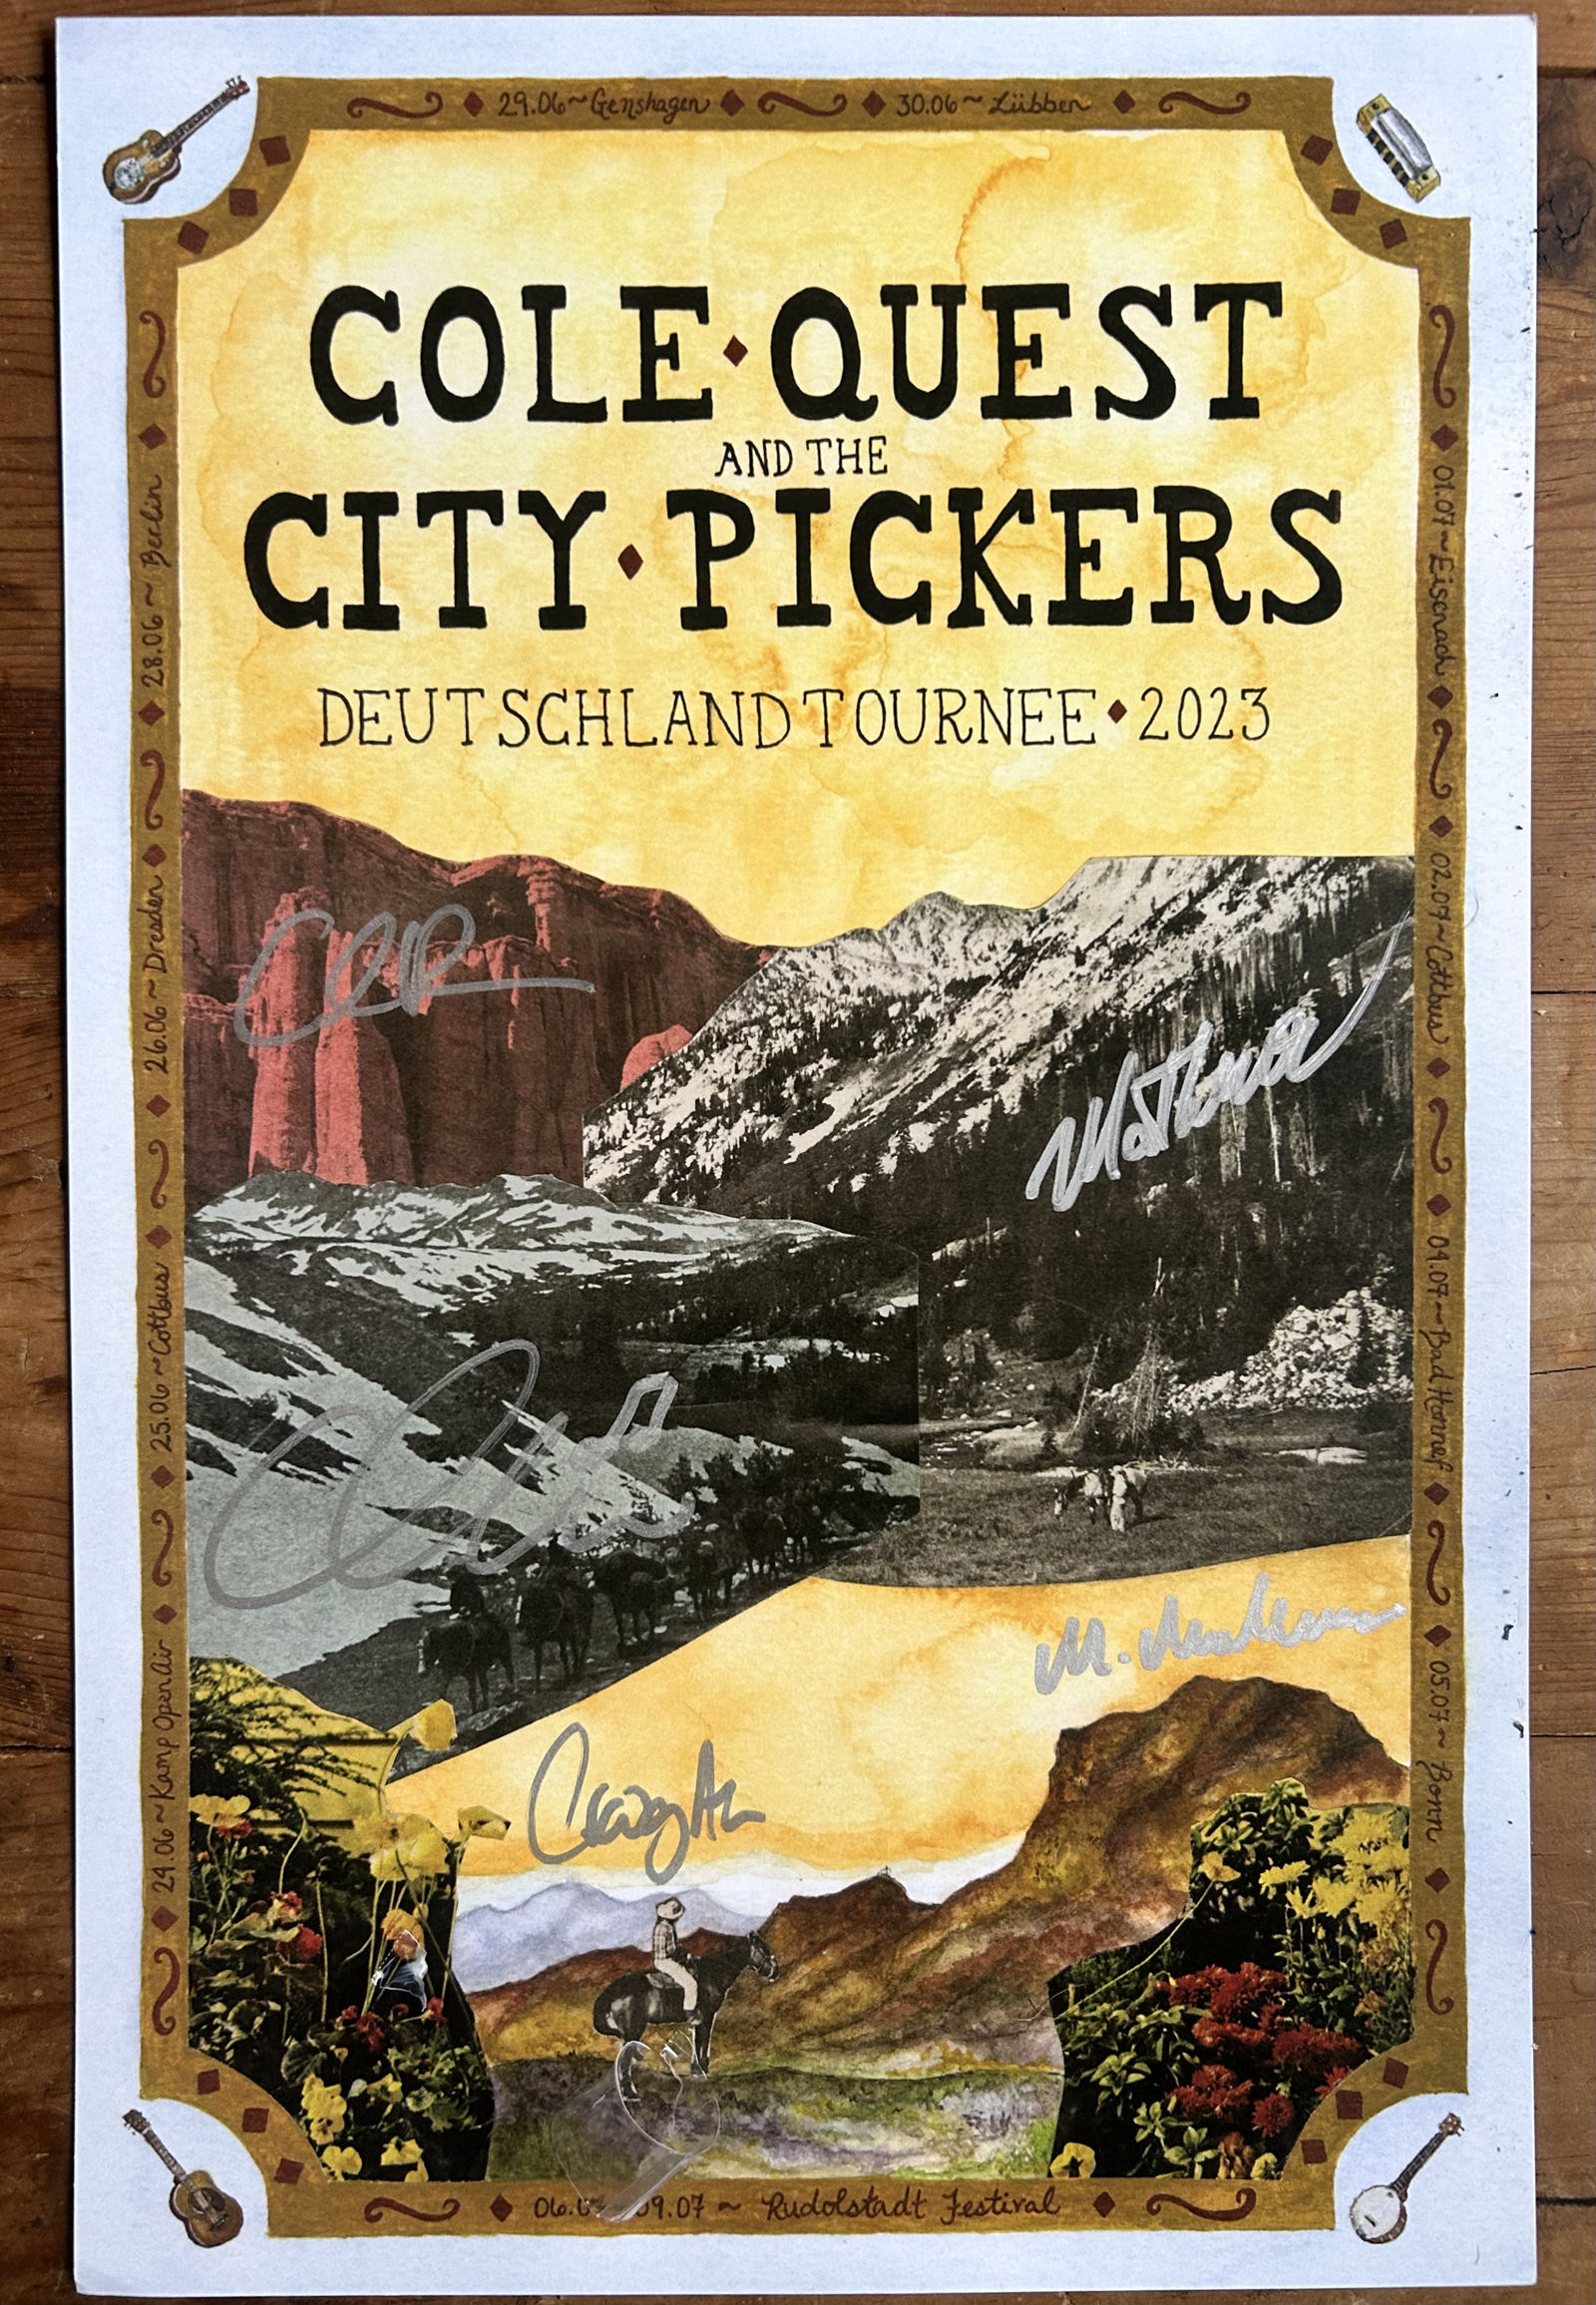 29.06 ~ Genshagen
30.06 ~ Lübben
COLE QUEST
AND THE
CITY PICKERS
DEUTSCHLANDTOURNEE 2023
28.06 ~ Berlin
26.06 ~ Dresden
25.06 ~ Cottbus
24.06 ~ Kamp Open Air
01.07 ~ Eisenach
02.07 ~ Cottbus
04.07 ~ Bad Honnef
05.07 ~ Bonn
09.07 ~ Rudolstadt Festival